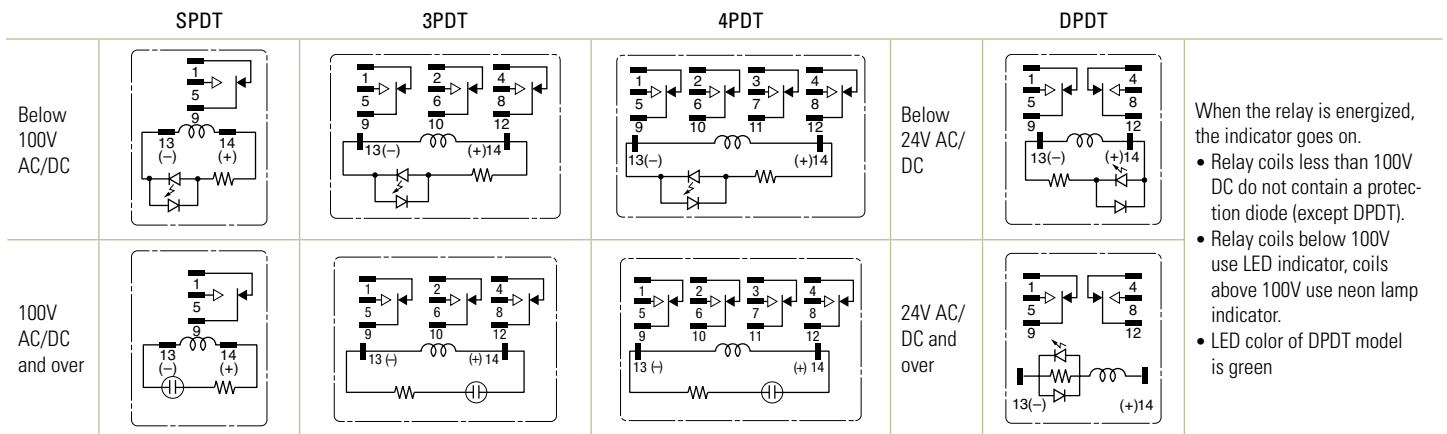 SPDT 3PDT 4PDT DPDT
Below
100V
AC/DC
1
5
9
13 14
(–) (+)
1 2 4
5 6 8
9 10 12
13(–) (+)14
1 2 3 4
5 6 7 8
9 10 11 12
13(–) (+)14
Below
24V AC/
DC
1 4
5 8
9 12
13(–) (+)14
100V
AC/DC
and over
1
5
9
13 14
(–) (+)
1 2 4
5 6 8
9 10 12
13 (–) (+) 14
1 2 3 4
5 6 7 8
9 10 11 12
13 (–) (+) 14
24V AC/
DC and
over
1 4
5 8
9 12
13(–) (+)14
When the relay is energized,
the indicator goes on.
• Relay coils less than 100V
DC do not contain a protec-
tion diode (except DPDT).
• Relay coils below 100V
use LED indicator, coils
above 100V use neon lamp
indicator.
• LED color of DPDT model
is green